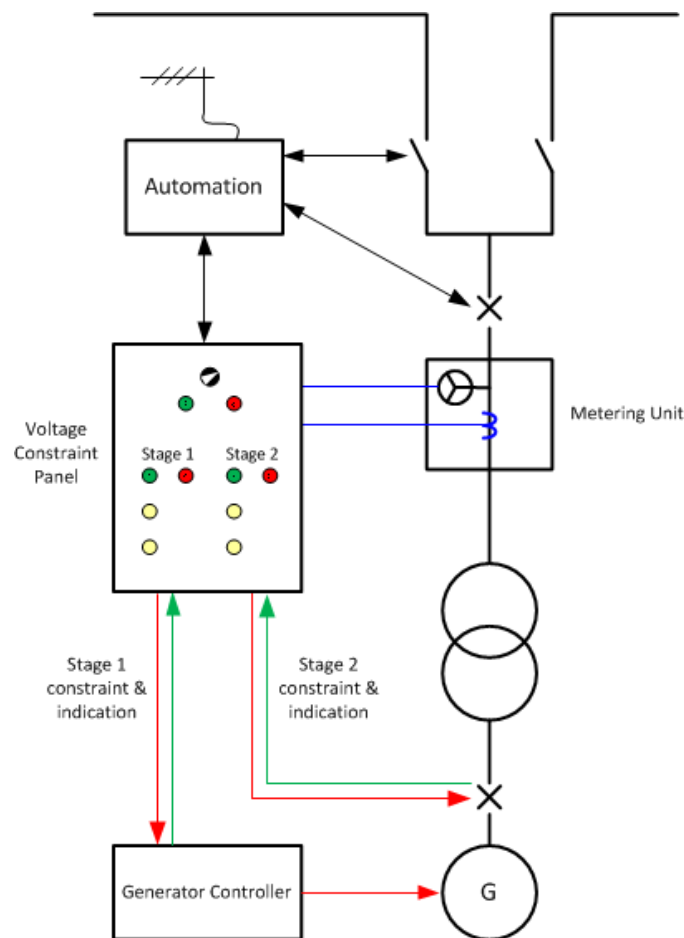 Automation
Voltage
Constraint
Panel
Stage 1
Stage 2
Metering Unit
Stage 1
constraint &
indication
Stage 2
constraint &
indication
Generator Controller
G